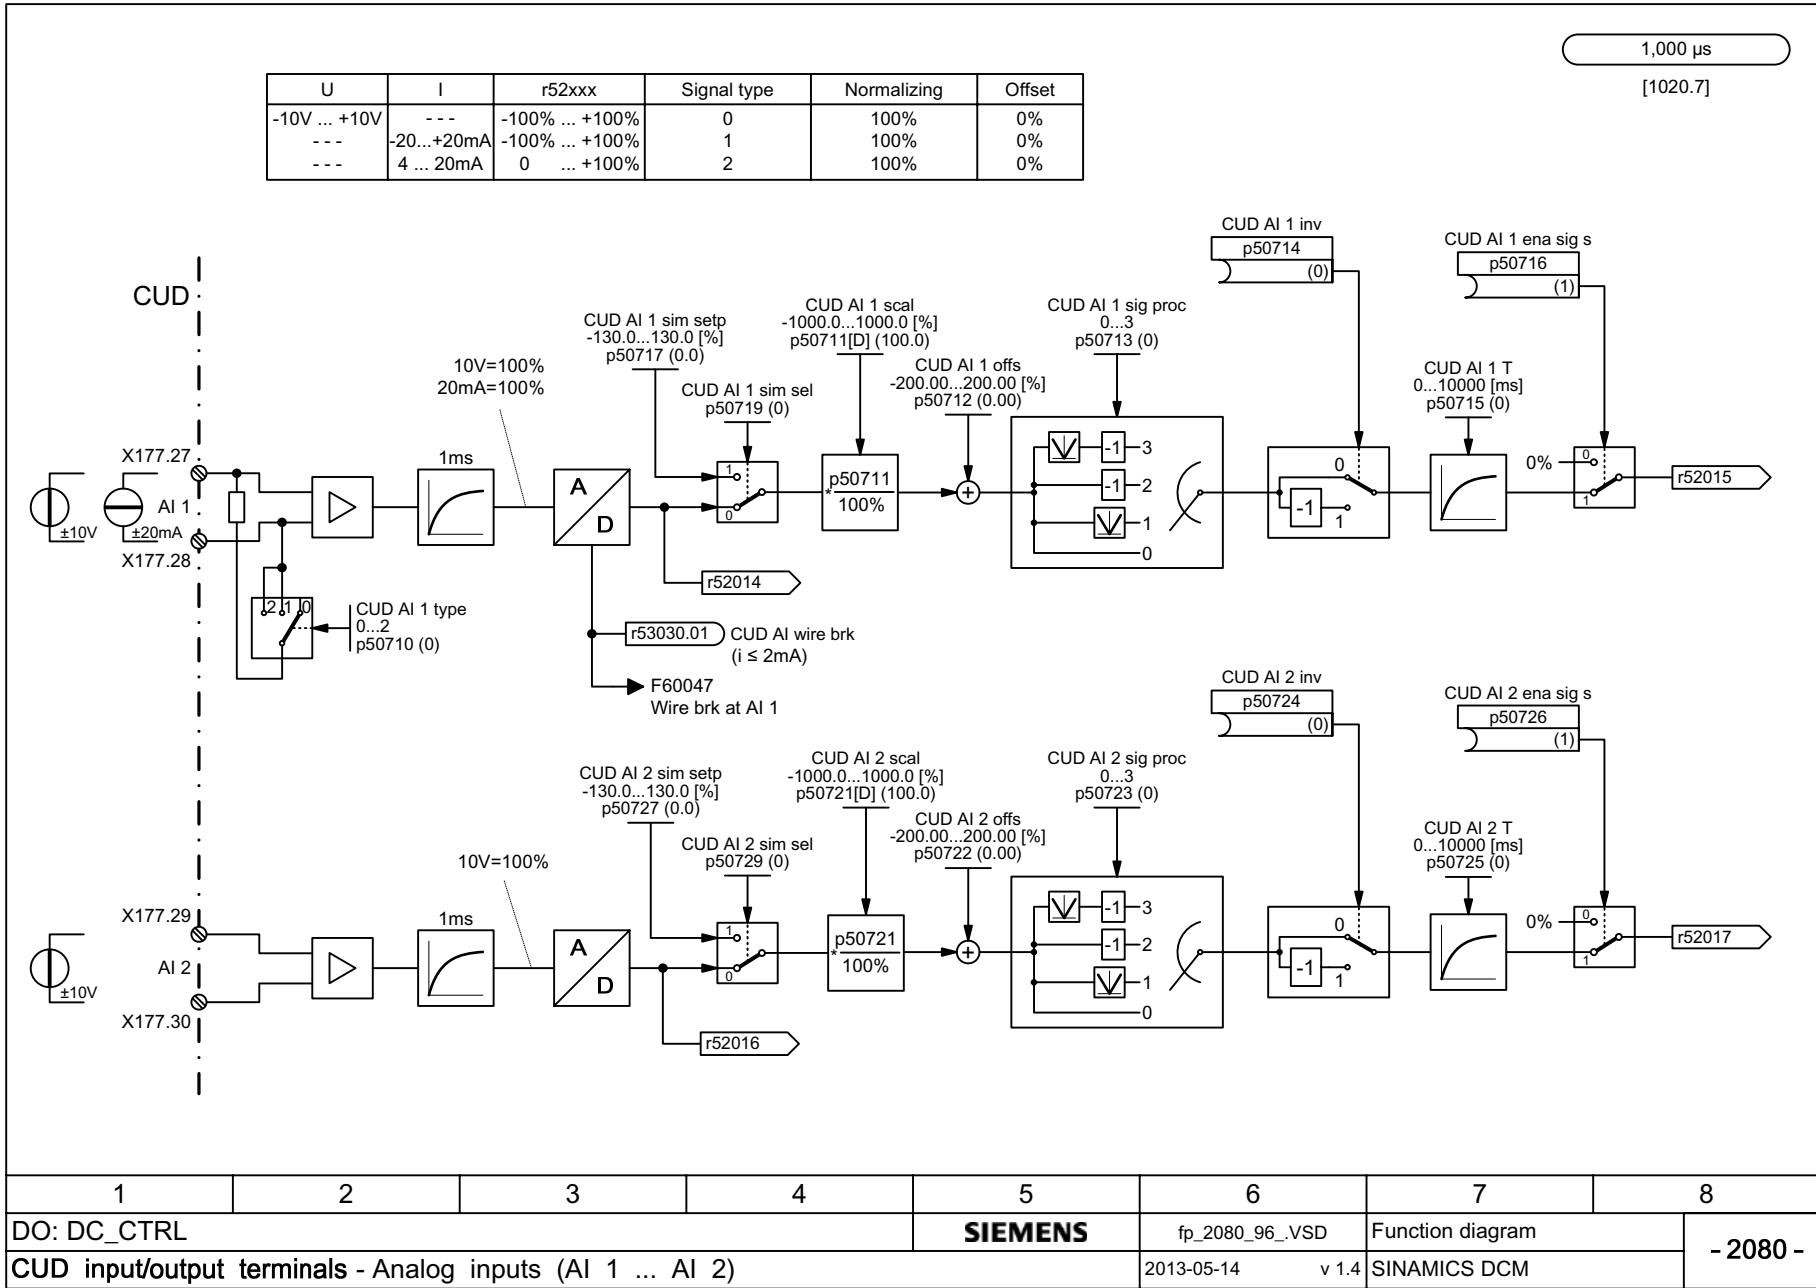 1,000 µs
[1020.7]
U I r52xxx Signal type Normalizing Offset
-10V ... +10V - - - -100% ... +100% 0 100% 0%
- - - -20...+20mA -100% ... +100% 1 100% 0%
- - - 4 ... 20mA 0 ... +100% 2 100% 0%
CUD
10V=100%
20mA=100%
CUD AI 1 sim setp
-130.0...130.0 [%]
p50717 (0.0)
CUD AI 1 sim sel
p50719 (0)
CUD AI 1 scal
-1000.0...1000.0 [%]
p50711[D] (100.0)
CUD AI 1 offs
-200.00...200.00 [%]
p50712 (0.00)
CUD AI 1 sig proc
0...3
p50713 (0)
CUD AI 1 inv
p50714
(0)
CUD AI 1 T
0...10000 [ms]
p50715 (0)
CUD AI 1 ena sig s
p50716
(1)
X177.27
AI 1
±10V
±20mA
X177.28
1ms
A
D
1
0
*
p50711
100%
-1
3
-1
2
1
0
0
-1
1
0%
0
1
r52015
r52014
2 1 0
CUD AI 1 type
0...2
p50710 (0)
r53030.01
CUD AI wire brk
(i ≤ 2mA)
F60047
Wire brk at AI 1
10V=100%
CUD AI 2 sim setp
-130.0...130.0 [%]
p50727 (0.0)
CUD AI 2 sim sel
p50729 (0)
CUD AI 2 scal
-1000.0...1000.0 [%]
p50721[D] (100.0)
CUD AI 2 offs
-200.00...200.00 [%]
p50722 (0.00)
CUD AI 2 sig proc
0...3
p50723 (0)
CUD AI 2 inv
p50724
(0)
CUD AI 2 T
0...10000 [ms]
p50725 (0)
CUD AI 2 ena sig s
p50726
(1)
X177.29
AI 2
±10V
X177.30
1ms
A
D
1
0
*
p50721
100%
-1
3
-1
2
1
0
0
-1
1
0%
0
1
r52017
r52016
1 2 3 4 5 6 7 8
DO: DC_CTRL
SIEMENS
fp_2080_96_.VSD
Function diagram
- 2080 -
CUD input/output terminals - Analog inputs (AI 1 ... AI 2)
2013-05-14 v 1.4
SINAMICS DCM